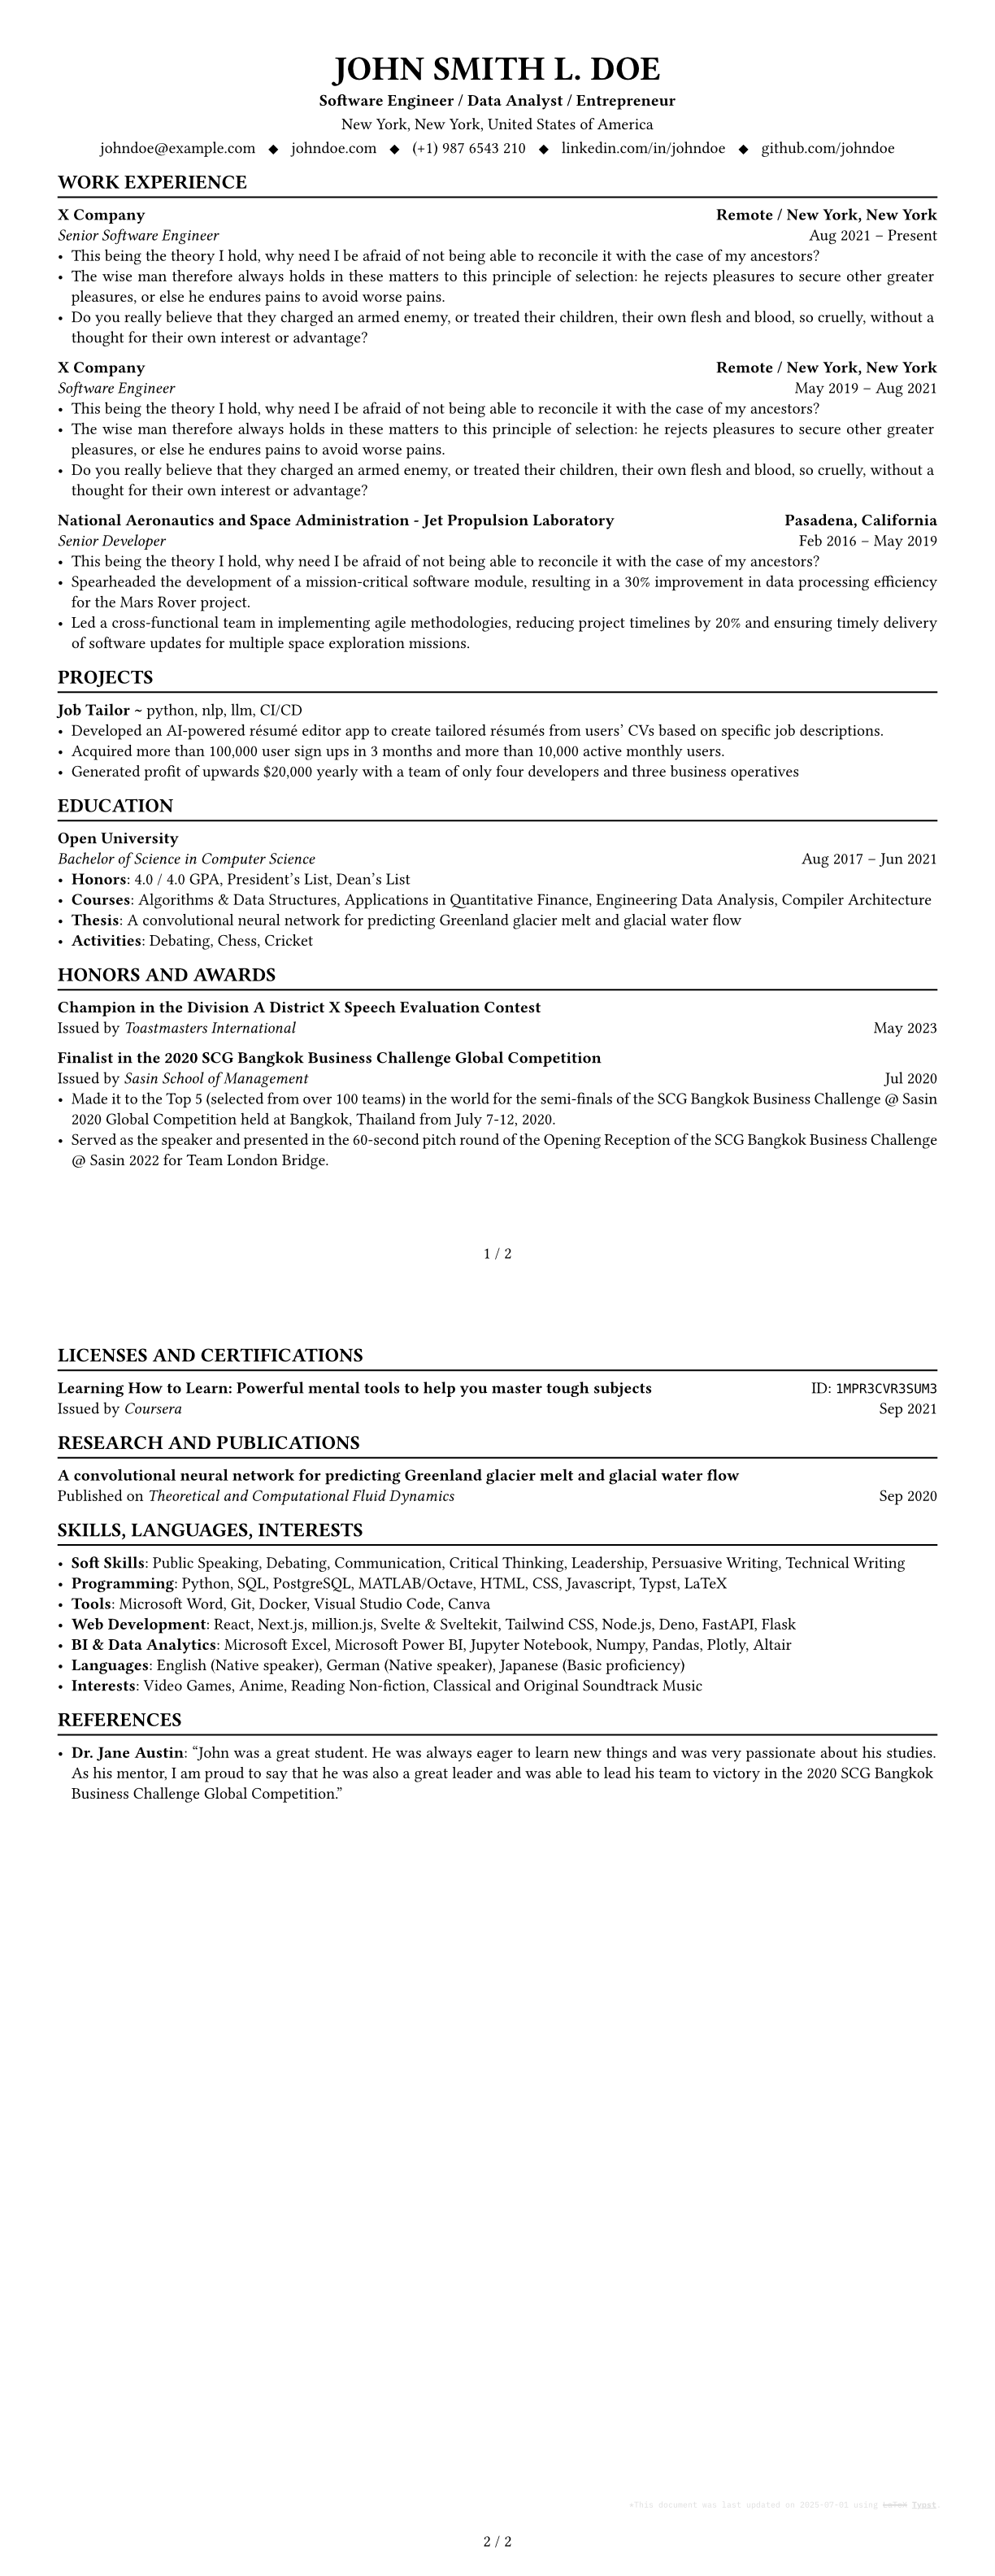 JOHN SMITH L. DOE
Software Engineer / Data Analyst / Entrepreneur
New York, New York, United States of America
johndoe@example.com ◆ johndoe.com ◆ (+1) 987 6543 210 ◆ linkedin.com/in/johndoe ◆ github.com/johndoe
WORK EXPERIENCE
X Company Remote / New York, New York
Senior Software Engineer Aug 2021 – Present
• This being the theory I hold, why need I be afraid of not being able to reconcile it with the case of my ancestors?
• The wise man therefore always holds in these matters to this principle of selection: he rejects pleasures to secure other greater
pleasures, or else he endures pains to avoid worse pains.
• Do you really believe that they charged an armed enemy, or treated their children, their own flesh and blood, so cruelly, without a
thought for their own interest or advantage?
X Company Remote / New York, New York
Software Engineer May 2019 – Aug 2021
• This being the theory I hold, why need I be afraid of not being able to reconcile it with the case of my ancestors?
• The wise man therefore always holds in these matters to this principle of selection: he rejects pleasures to secure other greater
pleasures, or else he endures pains to avoid worse pains.
• Do you really believe that they charged an armed enemy, or treated their children, their own flesh and blood, so cruelly, without a
thought for their own interest or advantage?
National Aeronautics and Space Administration - Jet Propulsion Laboratory Pasadena, California
Senior Developer Feb 2016 – May 2019
• This being the theory I hold, why need I be afraid of not being able to reconcile it with the case of my ancestors?
• Spearheaded the development of a mission-critical software module, resulting in a 30% improvement in data processing efficiency
for the Mars Rover project.
• Led a cross-functional team in implementing agile methodologies, reducing project timelines by 20% and ensuring timely delivery
of software updates for multiple space exploration missions.
PROJECTS
Job Tailor ~ python, nlp, llm, CI/CD
• Developed an AI-powered résumé editor app to create tailored résumés from users’ CVs based on specific job descriptions.
• Acquired more than 100,000 user sign ups in 3 months and more than 10,000 active monthly users.
• Generated profit of upwards $20,000 yearly with a team of only four developers and three business operatives
EDUCATION
Open University
Bachelor of Science in Computer Science Aug 2017 – Jun 2021
• Honors: 4.0 / 4.0 GPA, President’s List, Dean’s List
• Courses: Algorithms & Data Structures, Applications in Quantitative Finance, Engineering Data Analysis, Compiler Architecture
• Thesis: A convolutional neural network for predicting Greenland glacier melt and glacial water flow
• Activities: Debating, Chess, Cricket
HONORS AND AWARDS
Champion in the Division A District X Speech Evaluation Contest
Issued by Toastmasters International May 2023
Finalist in the 2020 SCG Bangkok Business Challenge Global Competition
Issued by Sasin School of Management Jul 2020
• Made it to the Top 5 (selected from over 100 teams) in the world for the semi-finals of the SCG Bangkok Business Challenge @ Sasin
2020 Global Competition held at Bangkok, Thailand from July 7-12, 2020.
• Served as the speaker and presented in the 60-second pitch round of the Opening Reception of the SCG Bangkok Business Challenge
@ Sasin 2022 for Team London Bridge.
1 / 2
LICENSES AND CERTIFICATIONS
Learning How to Learn: Powerful mental tools to help you master tough subjects ID: 1MPR3CVR3SUM3
Issued by Coursera Sep 2021
RESEARCH AND PUBLICATIONS
A convolutional neural network for predicting Greenland glacier melt and glacial water flow
Published on Theoretical and Computational Fluid Dynamics Sep 2020
SKILLS, LANGUAGES, INTERESTS
• Soft Skills: Public Speaking, Debating, Communication, Critical Thinking, Leadership, Persuasive Writing, Technical Writing
• Programming: Python, SQL, PostgreSQL, MATLAB/Octave, HTML, CSS, Javascript, Typst, LaTeX
• Tools: Microsoft Word, Git, Docker, Visual Studio Code, Canva
• Web Development: React, Next.js, million.js, Svelte & Sveltekit, Tailwind CSS, Node.js, Deno, FastAPI, Flask
• BI & Data Analytics: Microsoft Excel, Microsoft Power BI, Jupyter Notebook, Numpy, Pandas, Plotly, Altair
• Languages: English (Native speaker), German (Native speaker), Japanese (Basic proficiency)
• Interests: Video Games, Anime, Reading Non-fiction, Classical and Original Soundtrack Music
REFERENCES
• Dr. Jane Austin: “John was a great student. He was always eager to learn new things and was very passionate about his studies.
As his mentor, I am proud to say that he was also a great leader and was able to lead his team to victory in the 2020 SCG Bangkok
Business Challenge Global Competition.”
*This document was last updated on 2025-07-01 using LaTeX Typst.
2 / 2